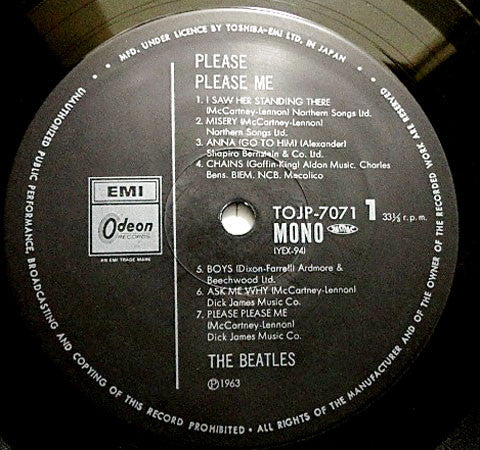 MFD. UNDER LICENCE BY TOSHIBA-EMI LTD. IN JAPAN
UNAUTHORIZED PUBLIC PERFORMANCE, BROADCASTING AND COPYING OF THIS RECORD PROHIBITED • ALL RIGHTS OF THE MANUFACTURER AND OF THE OWNER OF THE RECORDED WORK ARE RESERVED
PLEASE
PLEASE ME
1. I SAW HER STANDING THERE
(McCartney-Lennon) Northern Songs Ltd.
2. MISERY (McCartney-Lennon)
Northern Songs Ltd.
3. ANNA (GO TO HIM) (Alexander)
Shapiro Bernstein & Co. Ltd.
4. CHAINS (Goffin-King) Aldon Music. Charles
Bens. BIEM. NCB. Mecolico
EMI
Odeon
RECORDS
AN EMI TRADE MARK
TOJP-7071 1 33⅓ r.p.m.
MONO
(YEX-94)
5. BOYS (Dixon-Farrell) Ardmore &
Beechwood Ltd.
6. ASK ME WHY (McCartney-Lennon)
Dick James Music Co.
7. PLEASE PLEASE ME
(McCartney-Lennon)
Dick James Music Co.
THE BEATLES
Ⓟ1963